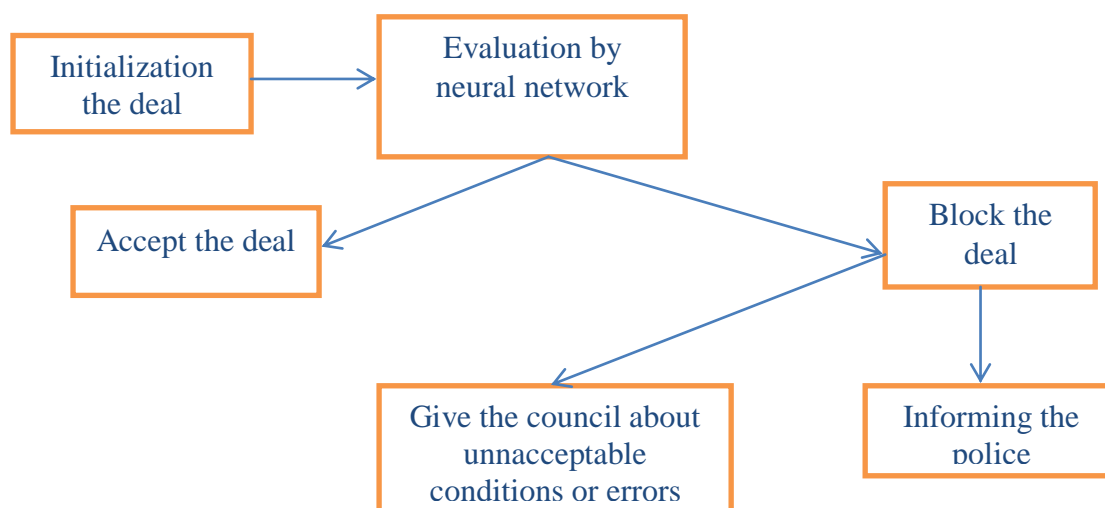 Initialization
the deal
Evaluation by
neural network
Accept the deal
Block the
deal
Give the council about
unnacceptable
conditions or errors
Informing the
police